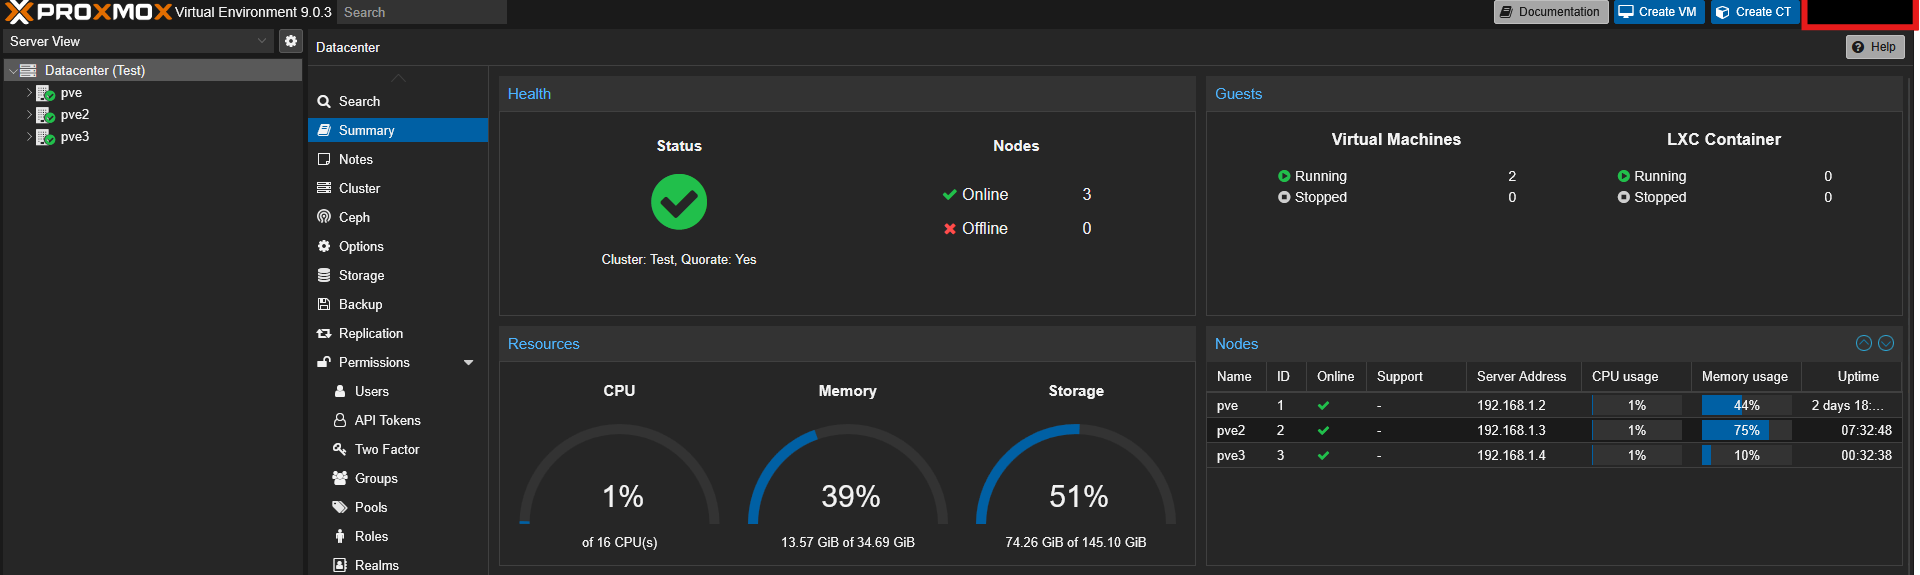 PROXMOX Virtual Environment 9.0.3 Search
Documentation Create VM Create CT
Server View
Datacenter Help
Datacenter (Test)
pve
pve2
pve3
Search
Summary
Notes
Cluster
Ceph
Options
Storage
Backup
Replication
Permissions
Users
API Tokens
Two Factor
Groups
Pools
Roles
Realms
Health
Status Nodes
Online 3
Offline 0
Cluster: Test, Quorate: Yes
Guests
Virtual Machines LXC Container
Running 2 Running 0
Stopped 0 Stopped 0
Resources
CPU Memory Storage
1% 39% 51%
of 16 CPU(s) 13.57 GiB of 34.69 GiB 74.26 GiB of 145.10 GiB
Nodes
Name ID Online Support Server Address CPU usage Memory usage Uptime
pve 1 - 192.168.1.2 1% 44% 2 days 18:...
pve2 2 - 192.168.1.3 1% 75% 07:32:48
pve3 3 - 192.168.1.4 1% 10% 00:32:38